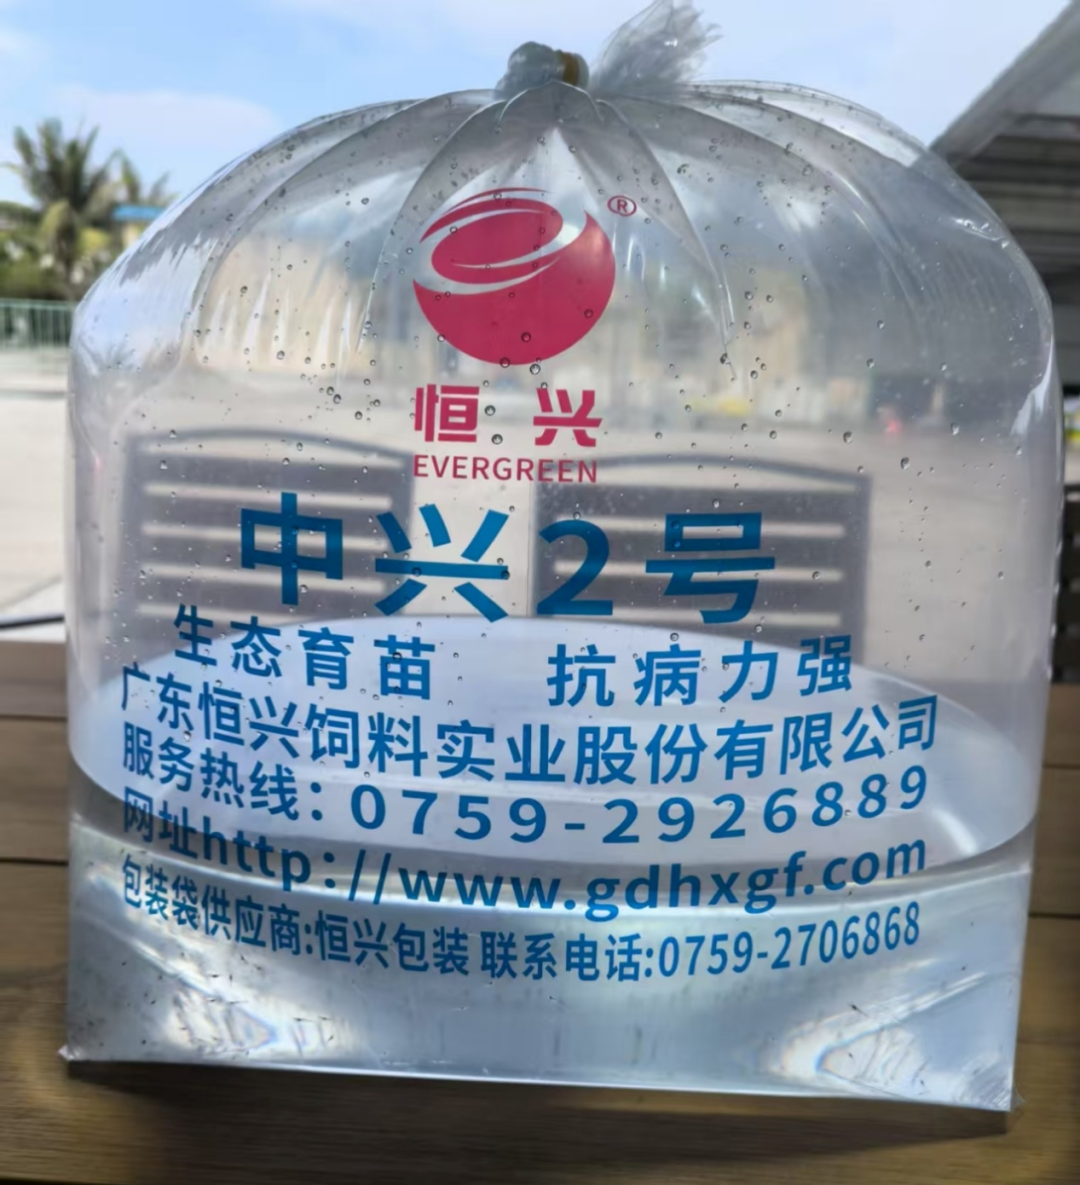 ®
恒兴
EVERGREEN
中兴2号
生态育苗 抗病力强
广东恒兴饲料实业股份有限公司
服务热线：0759-2926889
网址http://www.gdhxgf.com
包装袋供应商:恒兴包装 联系电话:0759-2706868